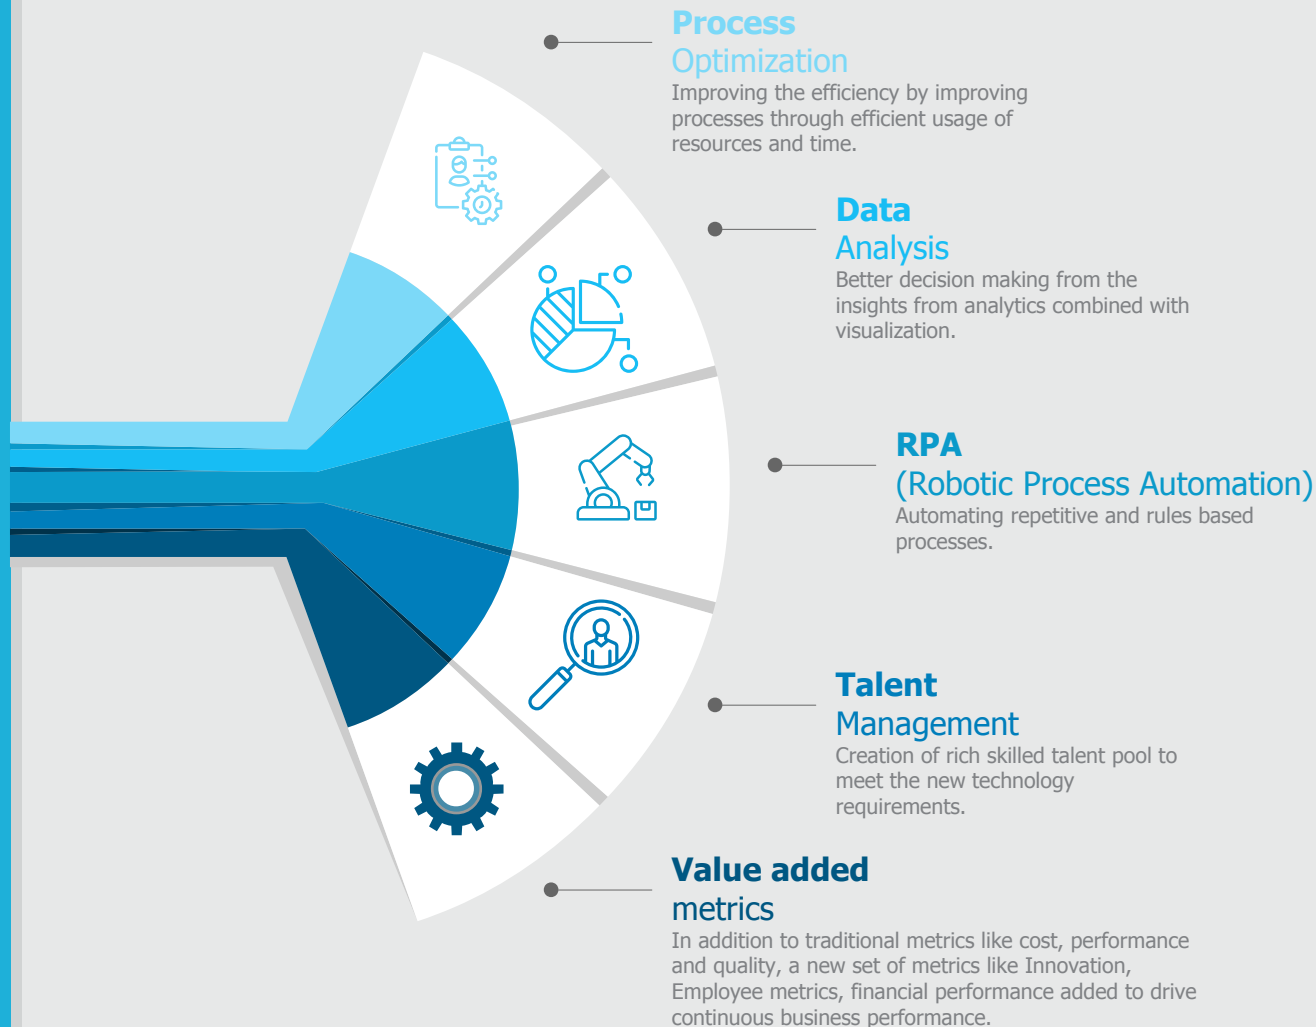 Process
Optimization
Improving the efficiency by improving
processes through efficient usage of
resources and time.
Data
Analysis
Better decision making from the
insights from analytics combined with
visualization.
RPA
(Robotic Process Automation)
Automating repetitive and rules based
processes.
Talent
Management
Creation of rich skilled talent pool to
meet the new technology
requirements.
Value added
metrics
In addition to traditional metrics like cost, performance
and quality, a new set of metrics like Innovation,
Employee metrics, financial performance added to drive
continuous business performance.